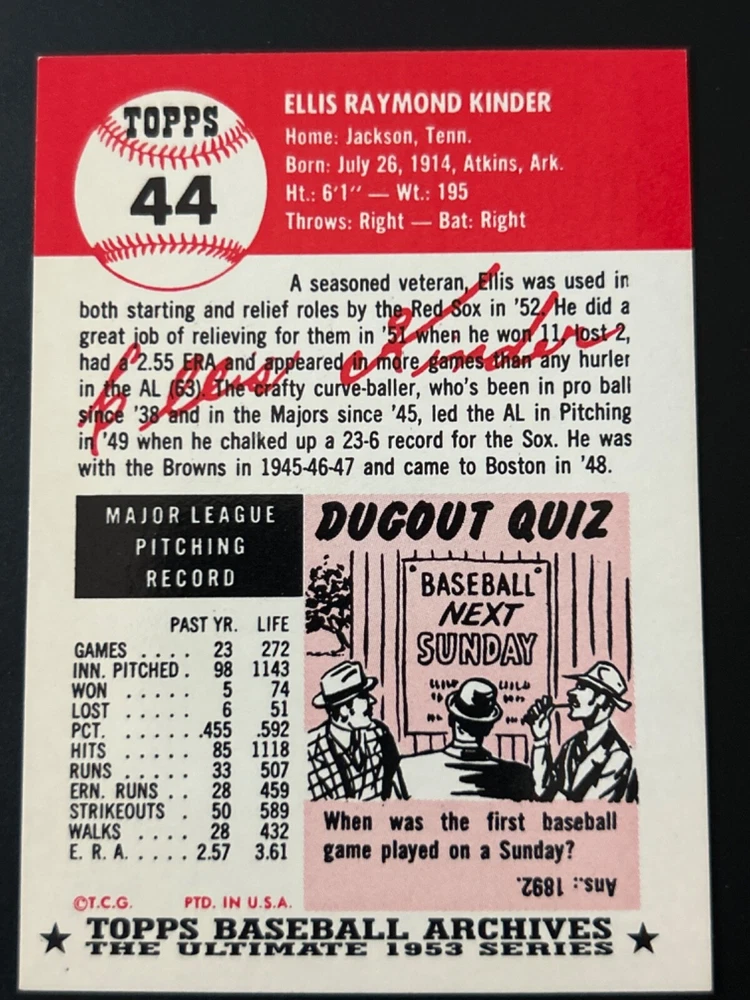 TOPPS
44
ELLIS RAYMOND KINDER
Home: Jackson, Tenn.
Born: July 26, 1914, Atkins, Ark.
Ht.: 6'1" — Wt.: 195
Throws: Right — Bat: Right
A seasoned veteran, Ellis was used in
both starting and relief roles by the Red Sox in '52. He did a
great job of relieving for them in '51 when he won 11, lost 2,
had a 2.55 ERA and appeared in more games than any hurler
in the AL (63). The crafty curve-baller, who's been in pro ball
since '38 and in the Majors since '45, led the AL in Pitching
in '49 when he chalked up a 23-6 record for the Sox. He was
with the Browns in 1945-46-47 and came to Boston in '48.
Ellis Kinder
MAJOR LEAGUE
PITCHING
RECORD
PAST YR. LIFE
GAMES .... 23 272
INN. PITCHED . 98 1143
WON ..... 5 74
LOST ..... 6 51
PCT. ..... .455 .592
HITS ..... 85 1118
RUNS ..... 33 507
ERN. RUNS .. 28 459
STRIKEOUTS . 50 589
WALKS .... 28 432
E. R. A. ..... 2.57 3.61
DUGOUT QUIZ
BASEBALL
NEXT
SUNDAY
When was the first baseball
game played on a Sunday?
Ans.: 1892.
©T.C.G. PTD. IN U.S.A.
TOPPS BASEBALL ARCHIVES
THE ULTIMATE 1953 SERIES